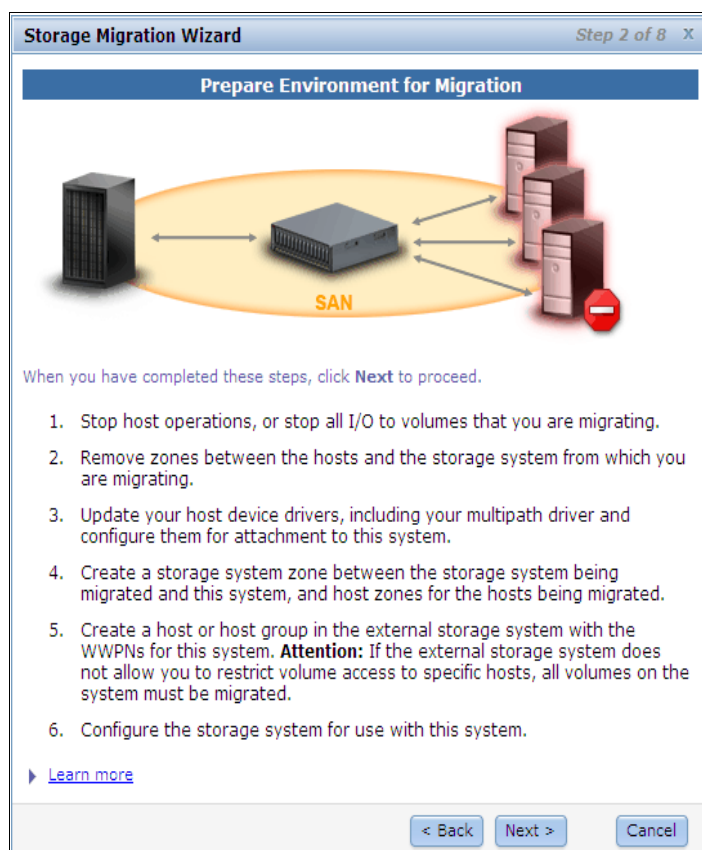 Storage Migration Wizard
Step 2 of 8 X
Prepare Environment for Migration
SAN
When you have completed these steps, click Next to proceed.
1. Stop host operations, or stop all I/O to volumes that you are migrating.
2. Remove zones between the hosts and the storage system from which you
are migrating.
3. Update your host device drivers, including your multipath driver and
configure them for attachment to this system.
4. Create a storage system zone between the storage system being
migrated and this system, and host zones for the hosts being migrated.
5. Create a host or host group in the external storage system with the
WWPNs for this system. Attention: If the external storage system does
not allow you to restrict volume access to specific hosts, all volumes on the
system must be migrated.
6. Configure the storage system for use with this system.
Learn more
< Back Next > Cancel